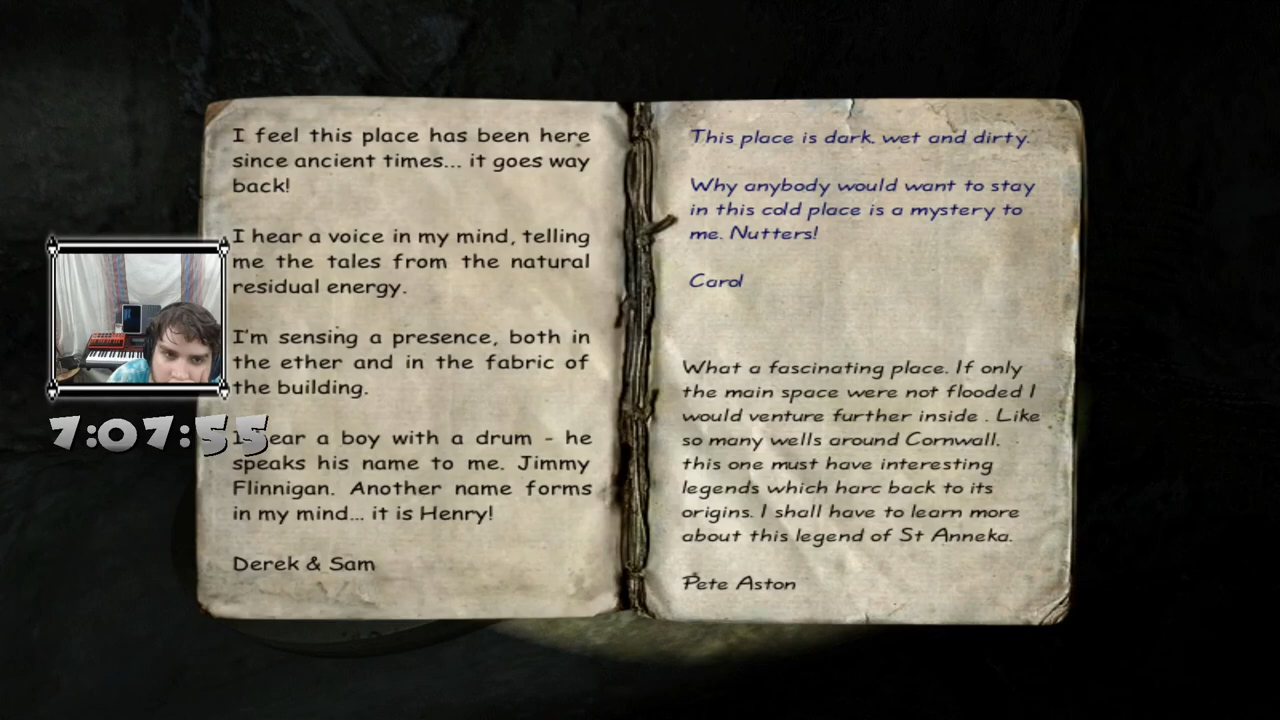 I feel this place has been here
since ancient times... it goes way
back!
I hear a voice in my mind, telling
me the tales from the natural
residual energy.
I'm sensing a presence, both in
the ether and in the fabric of
the building.
ear a boy with a drum - he
speaks his name to me. Jimmy
Flinnigan. Another name forms
in my mind... it is Henry!
Derek & Sam
This place is dark, wet and dirty.
Why anybody would want to stay
in this cold place is a mystery to
me. Nutters!
Carol
What a fascinating place. If only
the main space were not flooded I
would venture further inside . Like
so many wells around Cornwall,
this one must have interesting
legends which harc back to its
origins. I shall have to learn more
about this legend of St Anneka.
Pete Aston
7:07:55